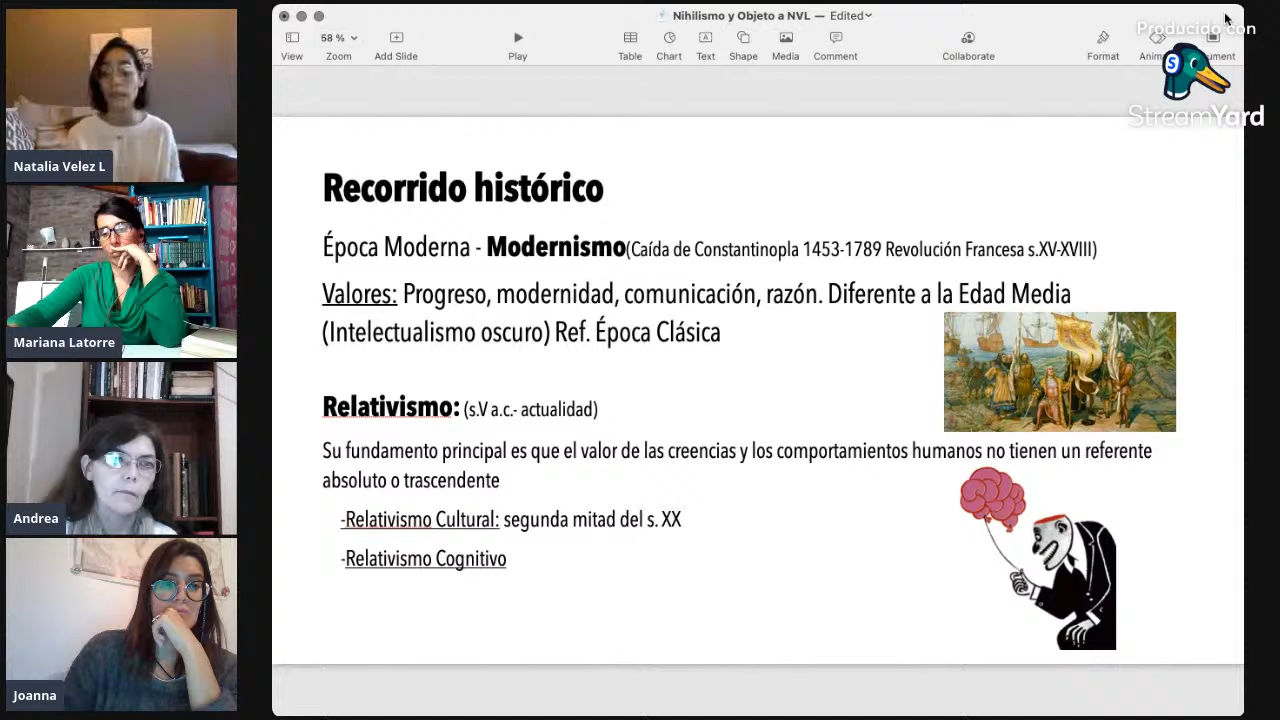 Nihilismo y Objeto a NVL — Edited
58 %
View
Zoom
Add Slide
Play
Table
Chart
Text
Shape
Media
Comment
Collaborate
Format
Producido con
StreamYard
Recorrido histórico
Época Moderna - Modernismo(Caída de Constantinopla 1453-1789 Revolución Francesa s.XV-XVIII)
Valores: Progreso, modernidad, comunicación, razón. Diferente a la Edad Media
(Intelectualismo oscuro) Ref. Época Clásica
Relativismo: (s.V a.c.- actualidad)
Su fundamento principal es que el valor de las creencias y los comportamientos humanos no tienen un referente
absoluto o trascendente
-Relativismo Cultural: segunda mitad del s. XX
-Relativismo Cognitivo
Natalia Velez L
Mariana Latorre
Andrea
Joanna